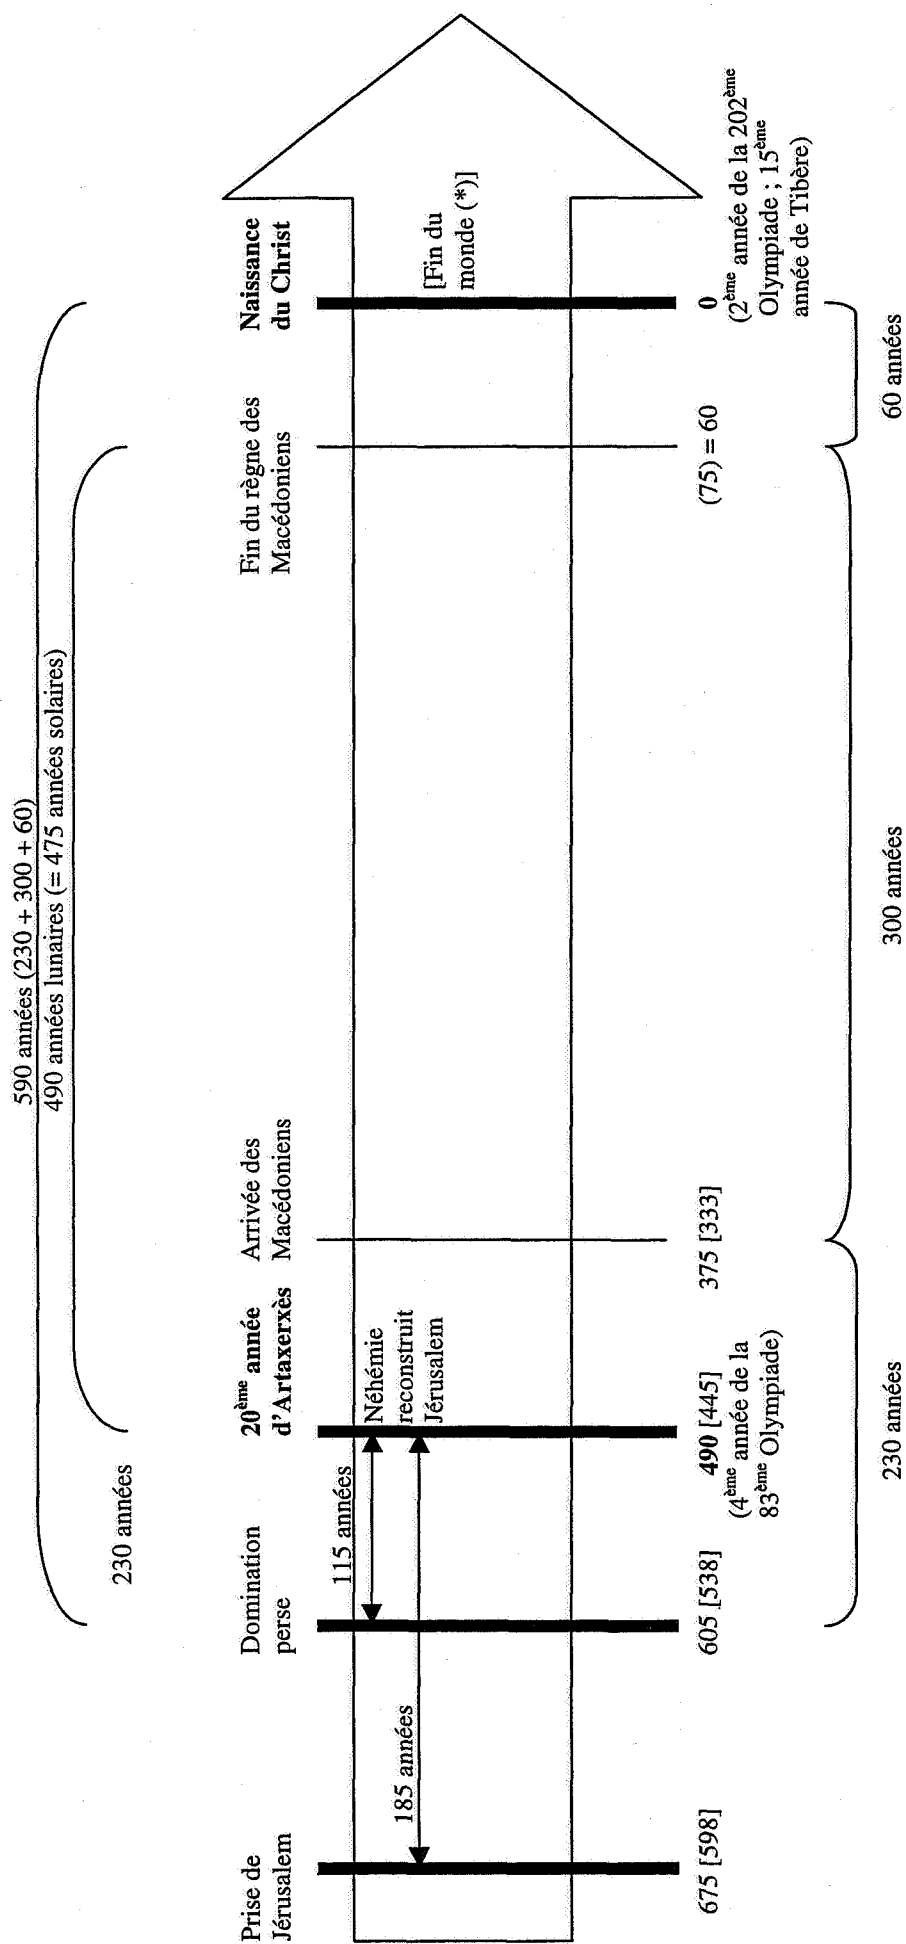 590 années (230 + 300 + 60)
490 années lunaires (= 475 années solaires)
230 années
Prise de
Jérusalem
Domination
perse
20ème année
d'Artaxerxès
Arrivée des
Macédoniens
Fin du règne des
Macédoniens
Naissance
du Christ
115 années
185 années
Néhémie
reconstruit
Jérusalem
[Fin du
monde (*)]
675 [598]
605 [538]
490 [445]
(4ème année de la
83ème Olympiade)
375 [333]
(75) = 60
0
(2ème année de la 202ème
Olympiade ; 15ème
année de Tibère)
230 années
300 années
60 années